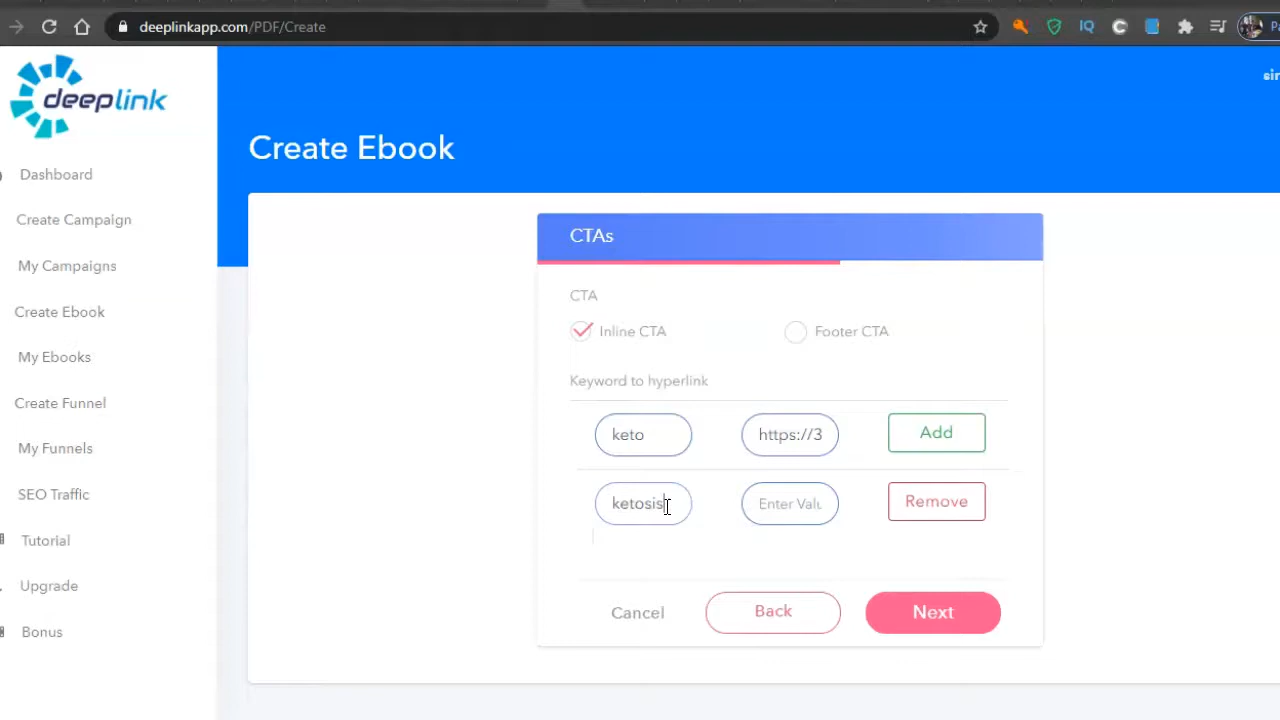 deeplinkapp.com/PDF/Create
IQ
C
deeplink
Create Ebook
Dashboard
Create Campaign
My Campaigns
Create Ebook
My Ebooks
Create Funnel
My Funnels
SEO Traffic
Tutorial
Upgrade
Bonus
CTAs
CTA
Inline CTA
Footer CTA
Keyword to hyperlink
keto
https://3
Add
ketosis
Enter Valu
Remove
Cancel
Back
Next